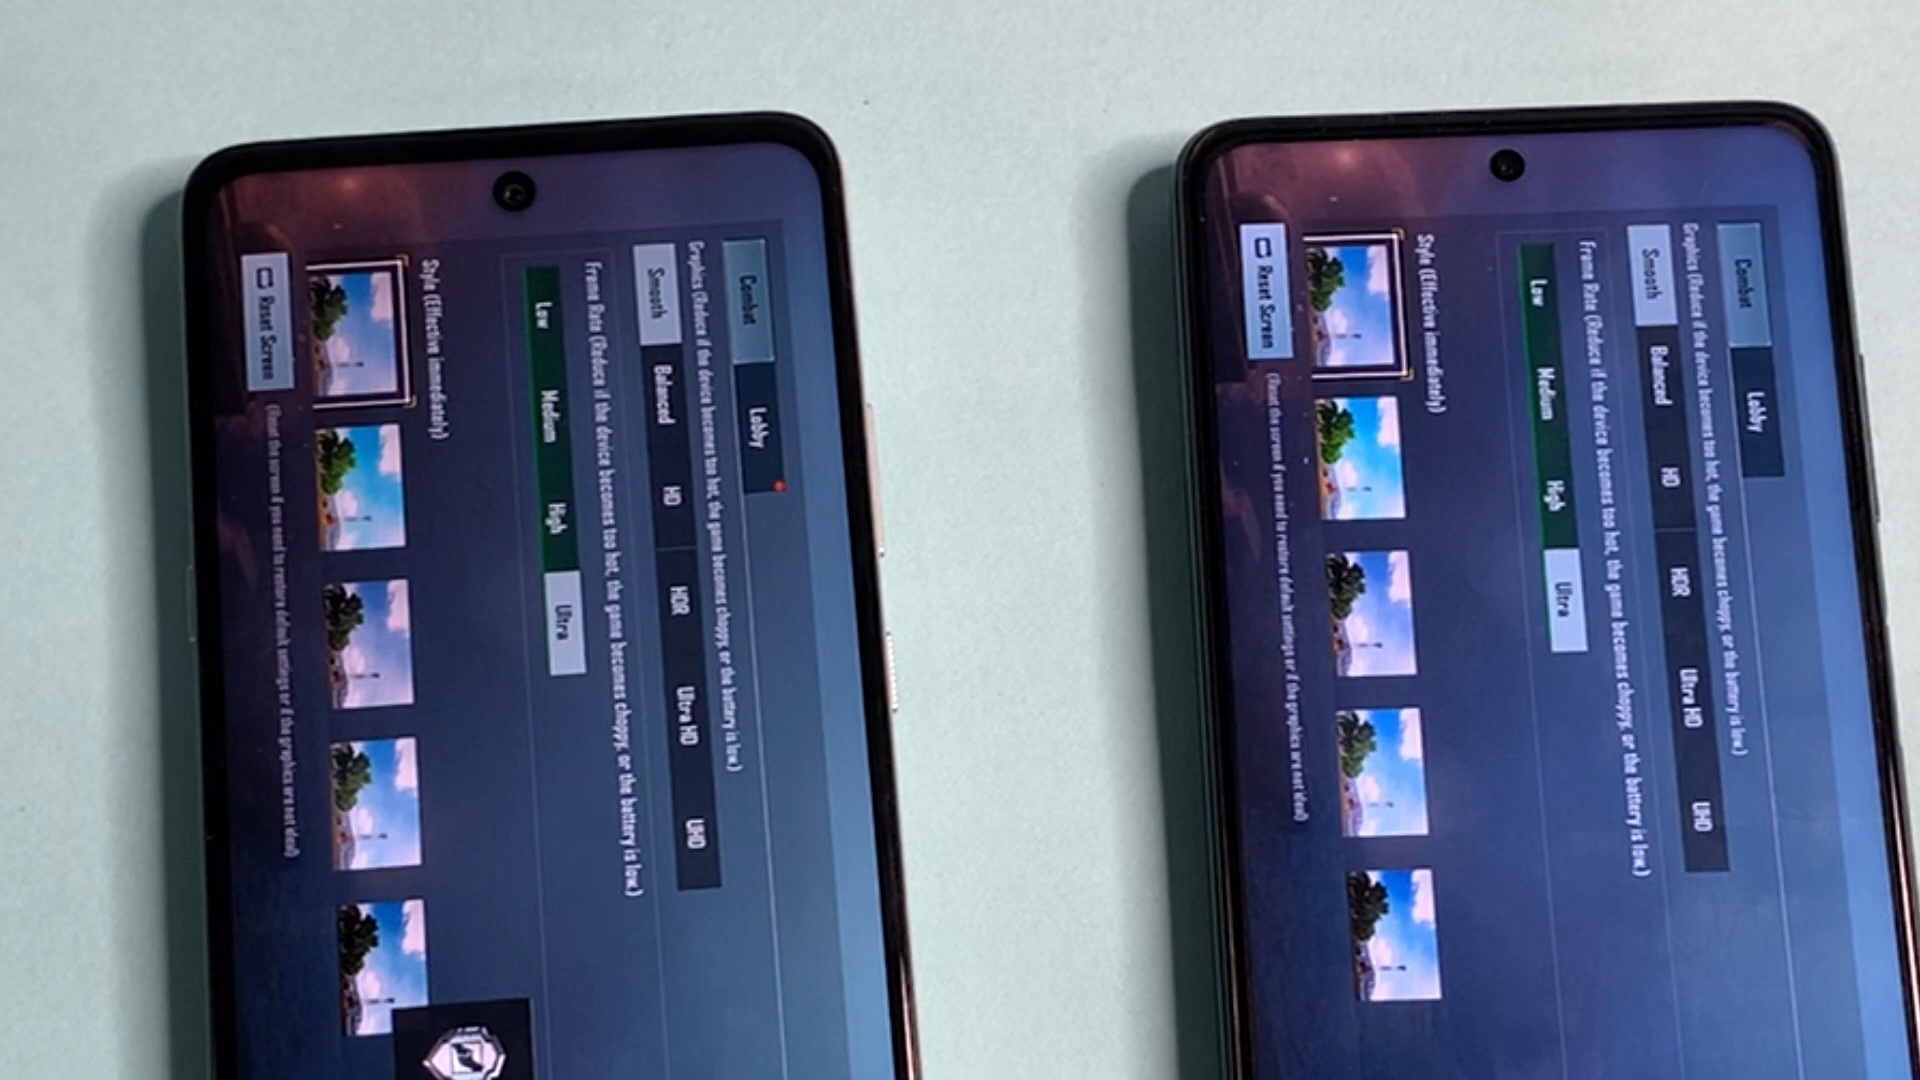 Combat Lobby
Graphics (Reduce if the device becomes too hot, the game becomes choppy, or the battery is low.)
Smooth Balanced HD HDR Ultra HD UHD
Frame Rate (Reduce if the device becomes too hot, the game becomes choppy, or the battery is low.)
Low Medium High Ultra
Style (Effective immediately)
Reset Screen (Reset the screen if you need to restore default settings or if the graphics are not ideal)
Combat Lobby
Graphics (Reduce if the device becomes too hot, the game becomes choppy, or the battery is low.)
Smooth Balanced HD HDR Ultra HD UHD
Frame Rate (Reduce if the device becomes too hot, the game becomes choppy, or the battery is low.)
Low Medium High Ultra
Style (Effective immediately)
Reset Screen (Reset the screen if you need to restore default settings or if the graphics are not ideal)